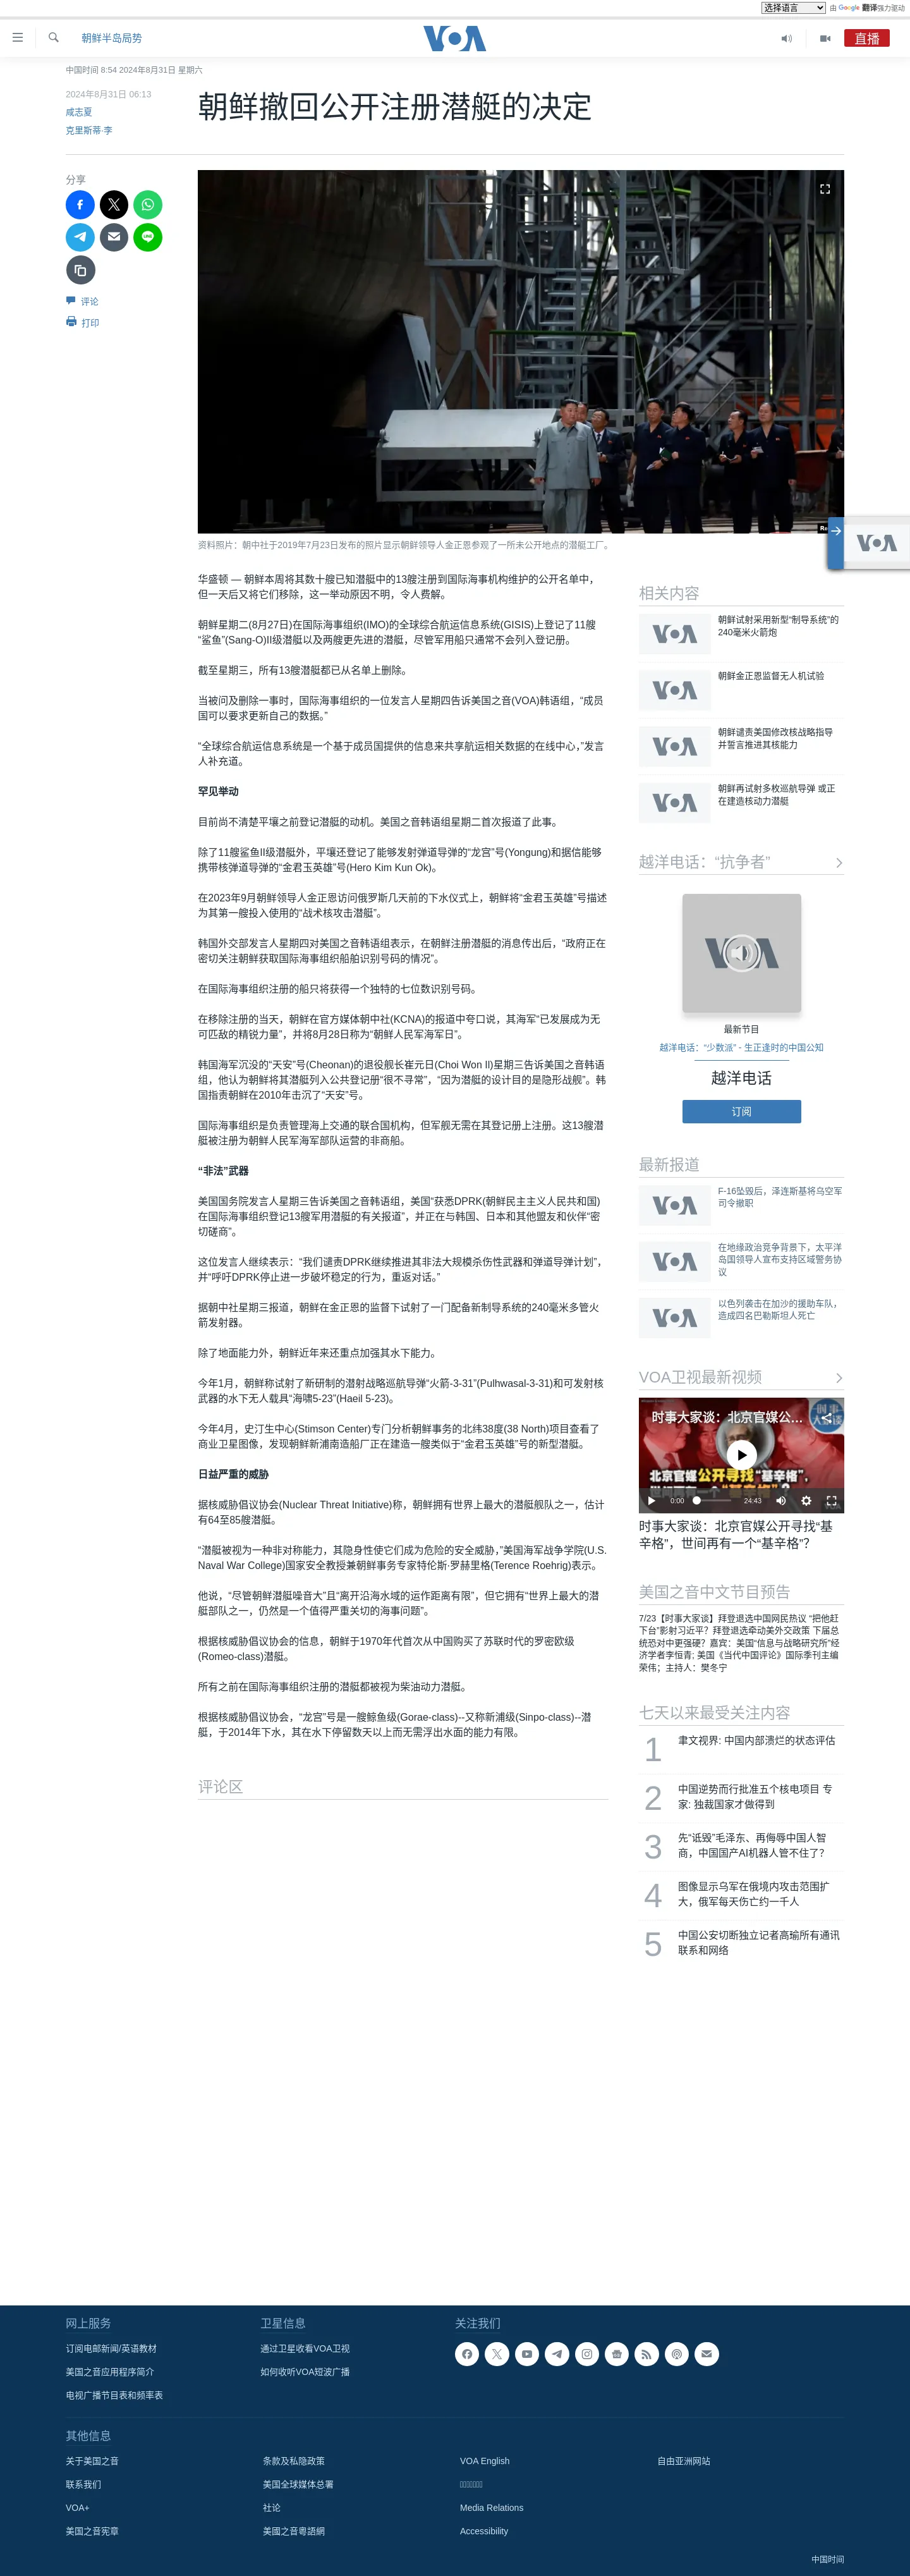 选择语言 由 Google 翻译强力驱动
朝鲜半岛局势
VOA
直播
中国时间 8:54 2024年8月31日 星期六
2024年8月31日 06:13
咸志夏
克里斯蒂·李
朝鲜撤回公开注册潜艇的决定
分享
评论
打印
资料照片：朝中社于2019年7月23日发布的照片显示朝鲜领导人金正恩参观了一所未公开地点的潜艇工厂。
华盛顿 — 朝鲜本周将其数十艘已知潜艇中的13艘注册到国际海事机构维护的公开名单中，
但一天后又将它们移除，这一举动原因不明，令人费解。
朝鲜星期二(8月27日)在国际海事组织(IMO)的全球综合航运信息系统(GISIS)上登记了11艘
“鲨鱼”(Sang-O)II级潜艇以及两艘更先进的潜艇，尽管军用船只通常不会列入登记册。
截至星期三，所有13艘潜艇都已从名单上删除。
当被问及删除一事时，国际海事组织的一位发言人星期四告诉美国之音(VOA)韩语组，“成员
国可以要求更新自己的数据。”
“全球综合航运信息系统是一个基于成员国提供的信息来共享航运相关数据的在线中心，”发言
人补充道。
罕见举动
目前尚不清楚平壤之前登记潜艇的动机。美国之音韩语组星期二首次报道了此事。
除了11艘鲨鱼II级潜艇外，平壤还登记了能够发射弹道导弹的“龙宫”号(Yongung)和据信能够
携带核弹道导弹的“金君玉英雄”号(Hero Kim Kun Ok)。
在2023年9月朝鲜领导人金正恩访问俄罗斯几天前的下水仪式上，朝鲜将“金君玉英雄”号描述
为其第一艘投入使用的“战术核攻击潜艇”。
韩国外交部发言人星期四对美国之音韩语组表示，在朝鲜注册潜艇的消息传出后，“政府正在
密切关注朝鲜获取国际海事组织船舶识别号码的情况”。
在国际海事组织注册的船只将获得一个独特的七位数识别号码。
在移除注册的当天，朝鲜在官方媒体朝中社(KCNA)的报道中夸口说，其海军“已发展成为无
可匹敌的精锐力量”，并将8月28日称为“朝鲜人民军海军日”。
韩国海军沉没的“天安”号(Cheonan)的退役舰长崔元日(Choi Won Il)星期三告诉美国之音韩语
组，他认为朝鲜将其潜艇列入公共登记册“很不寻常”，“因为潜艇的设计目的是隐形战舰”。韩
国指责朝鲜在2010年击沉了“天安”号。
国际海事组织是负责管理海上交通的联合国机构，但军舰无需在其登记册上注册。这13艘潜
艇被注册为朝鲜人民军海军部队运营的非商船。
“非法”武器
美国国务院发言人星期三告诉美国之音韩语组，美国“获悉DPRK(朝鲜民主主义人民共和国)
在国际海事组织登记13艘军用潜艇的有关报道”，并正在与韩国、日本和其他盟友和伙伴“密
切磋商”。
这位发言人继续表示：“我们谴责DPRK继续推进其非法大规模杀伤性武器和弹道导弹计划”，
并“呼吁DPRK停止进一步破坏稳定的行为，重返对话。”
据朝中社星期三报道，朝鲜在金正恩的监督下试射了一门配备新制导系统的240毫米多管火
箭发射器。
除了地面能力外，朝鲜近年来还重点加强其水下能力。
今年1月，朝鲜称试射了新研制的潜射战略巡航导弹“火箭-3-31”(Pulhwasal-3-31)和可发射核
武器的水下无人载具“海啸5-23”(Haeil 5-23)。
今年4月，史汀生中心(Stimson Center)专门分析朝鲜事务的北纬38度(38 North)项目查看了
商业卫星图像，发现朝鲜新浦南造船厂正在建造一艘类似于“金君玉英雄”号的新型潜艇。
日益严重的威胁
据核威胁倡议协会(Nuclear Threat Initiative)称，朝鲜拥有世界上最大的潜艇舰队之一，估计
有64至85艘潜艇。
“潜艇被视为一种非对称能力，其隐身性使它们成为危险的安全威胁，”美国海军战争学院(U.S.
Naval War College)国家安全教授兼朝鲜事务专家特伦斯·罗赫里格(Terence Roehrig)表示。
他说，“尽管朝鲜潜艇噪音大”且“离开沿海水域的运作距离有限”，但它拥有“世界上最大的潜
艇部队之一，仍然是一个值得严重关切的海事问题”。
根据核威胁倡议协会的信息，朝鲜于1970年代首次从中国购买了苏联时代的罗密欧级
(Romeo-class)潜艇。
所有之前在国际海事组织注册的潜艇都被视为柴油动力潜艇。
根据核威胁倡议协会，“龙宫”号是一艘鲸鱼级(Gorae-class)--又称新浦级(Sinpo-class)--潜
艇，于2014年下水，其在水下停留数天以上而无需浮出水面的能力有限。
评论区
VOA
相关内容
VOA
朝鲜试射采用新型“制导系统”的
240毫米火箭炮
VOA
朝鲜金正恩监督无人机试验
VOA
朝鲜谴责美国修改核战略指导
并誓言推进其核能力
VOA
朝鲜再试射多枚巡航导弹 或正
在建造核动力潜艇
越洋电话：“抗争者”
VOA
最新节目
越洋电话：“少数派” - 生正逢时的中国公知
越洋电话
订阅
最新报道
VOA
F-16坠毁后，泽连斯基将乌空军
司令撤职
VOA
在地缘政治竞争背景下，太平洋
岛国领导人宣布支持区域警务协
议
VOA
以色列袭击在加沙的援助车队，
造成四名巴勒斯坦人死亡
VOA卫视最新视频
时事大家谈：北京官媒公...
北京官媒公开寻找“基辛格”，
0:00 24:43
时事大家谈：北京官媒公开寻找“基
辛格”，世间再有一个“基辛格”？
美国之音中文节目预告
7/23【时事大家谈】拜登退选中国网民热议 “把他赶
下台”影射习近平？拜登退选牵动美外交政策 下届总
统恐对中更强硬？嘉宾：美国“信息与战略研究所”经
济学者李恒青; 美国《当代中国评论》国际季刊主编
荣伟；主持人：樊冬宁
七天以来最受关注内容
1 聿文视界: 中国内部溃烂的状态评估
2 中国逆势而行批准五个核电项目 专
家: 独裁国家才做得到
3 先“诋毁”毛泽东、再侮辱中国人智
商，中国国产AI机器人管不住了？
4 图像显示乌军在俄境内攻击范围扩
大，俄军每天伤亡约一千人
5 中国公安切断独立记者高瑜所有通讯
联系和网络
网上服务
订阅电邮新闻/英语教材
美国之音应用程序简介
电视广播节目表和频率表
卫星信息
通过卫星收看VOA卫视
如何收听VOA短波广播
关注我们
其他信息
关于美国之音
联系我们
VOA+
美国之音宪章
条款及私隐政策
美国全球媒体总署
社论
美國之音粵語網
VOA English
Media Relations
Accessibility
自由亚洲网站
中国时间